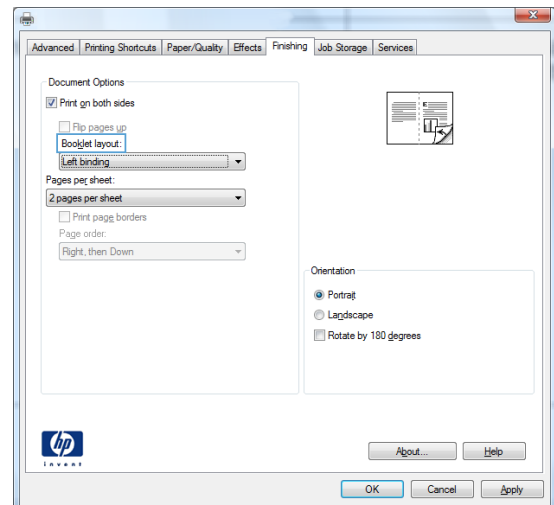 Advanced Printing Shortcuts Paper/Quality Effects Finishing Job Storage Services
Document Options
Print on both sides
Flip pages up
Booklet layout:
Left binding
Pages per sheet:
2 pages per sheet
Print page borders
Page order:
Right, then Down
Orientation
Portrait
Landscape
Rotate by 180 degrees
hp
invent
About... Help
OK Cancel Apply